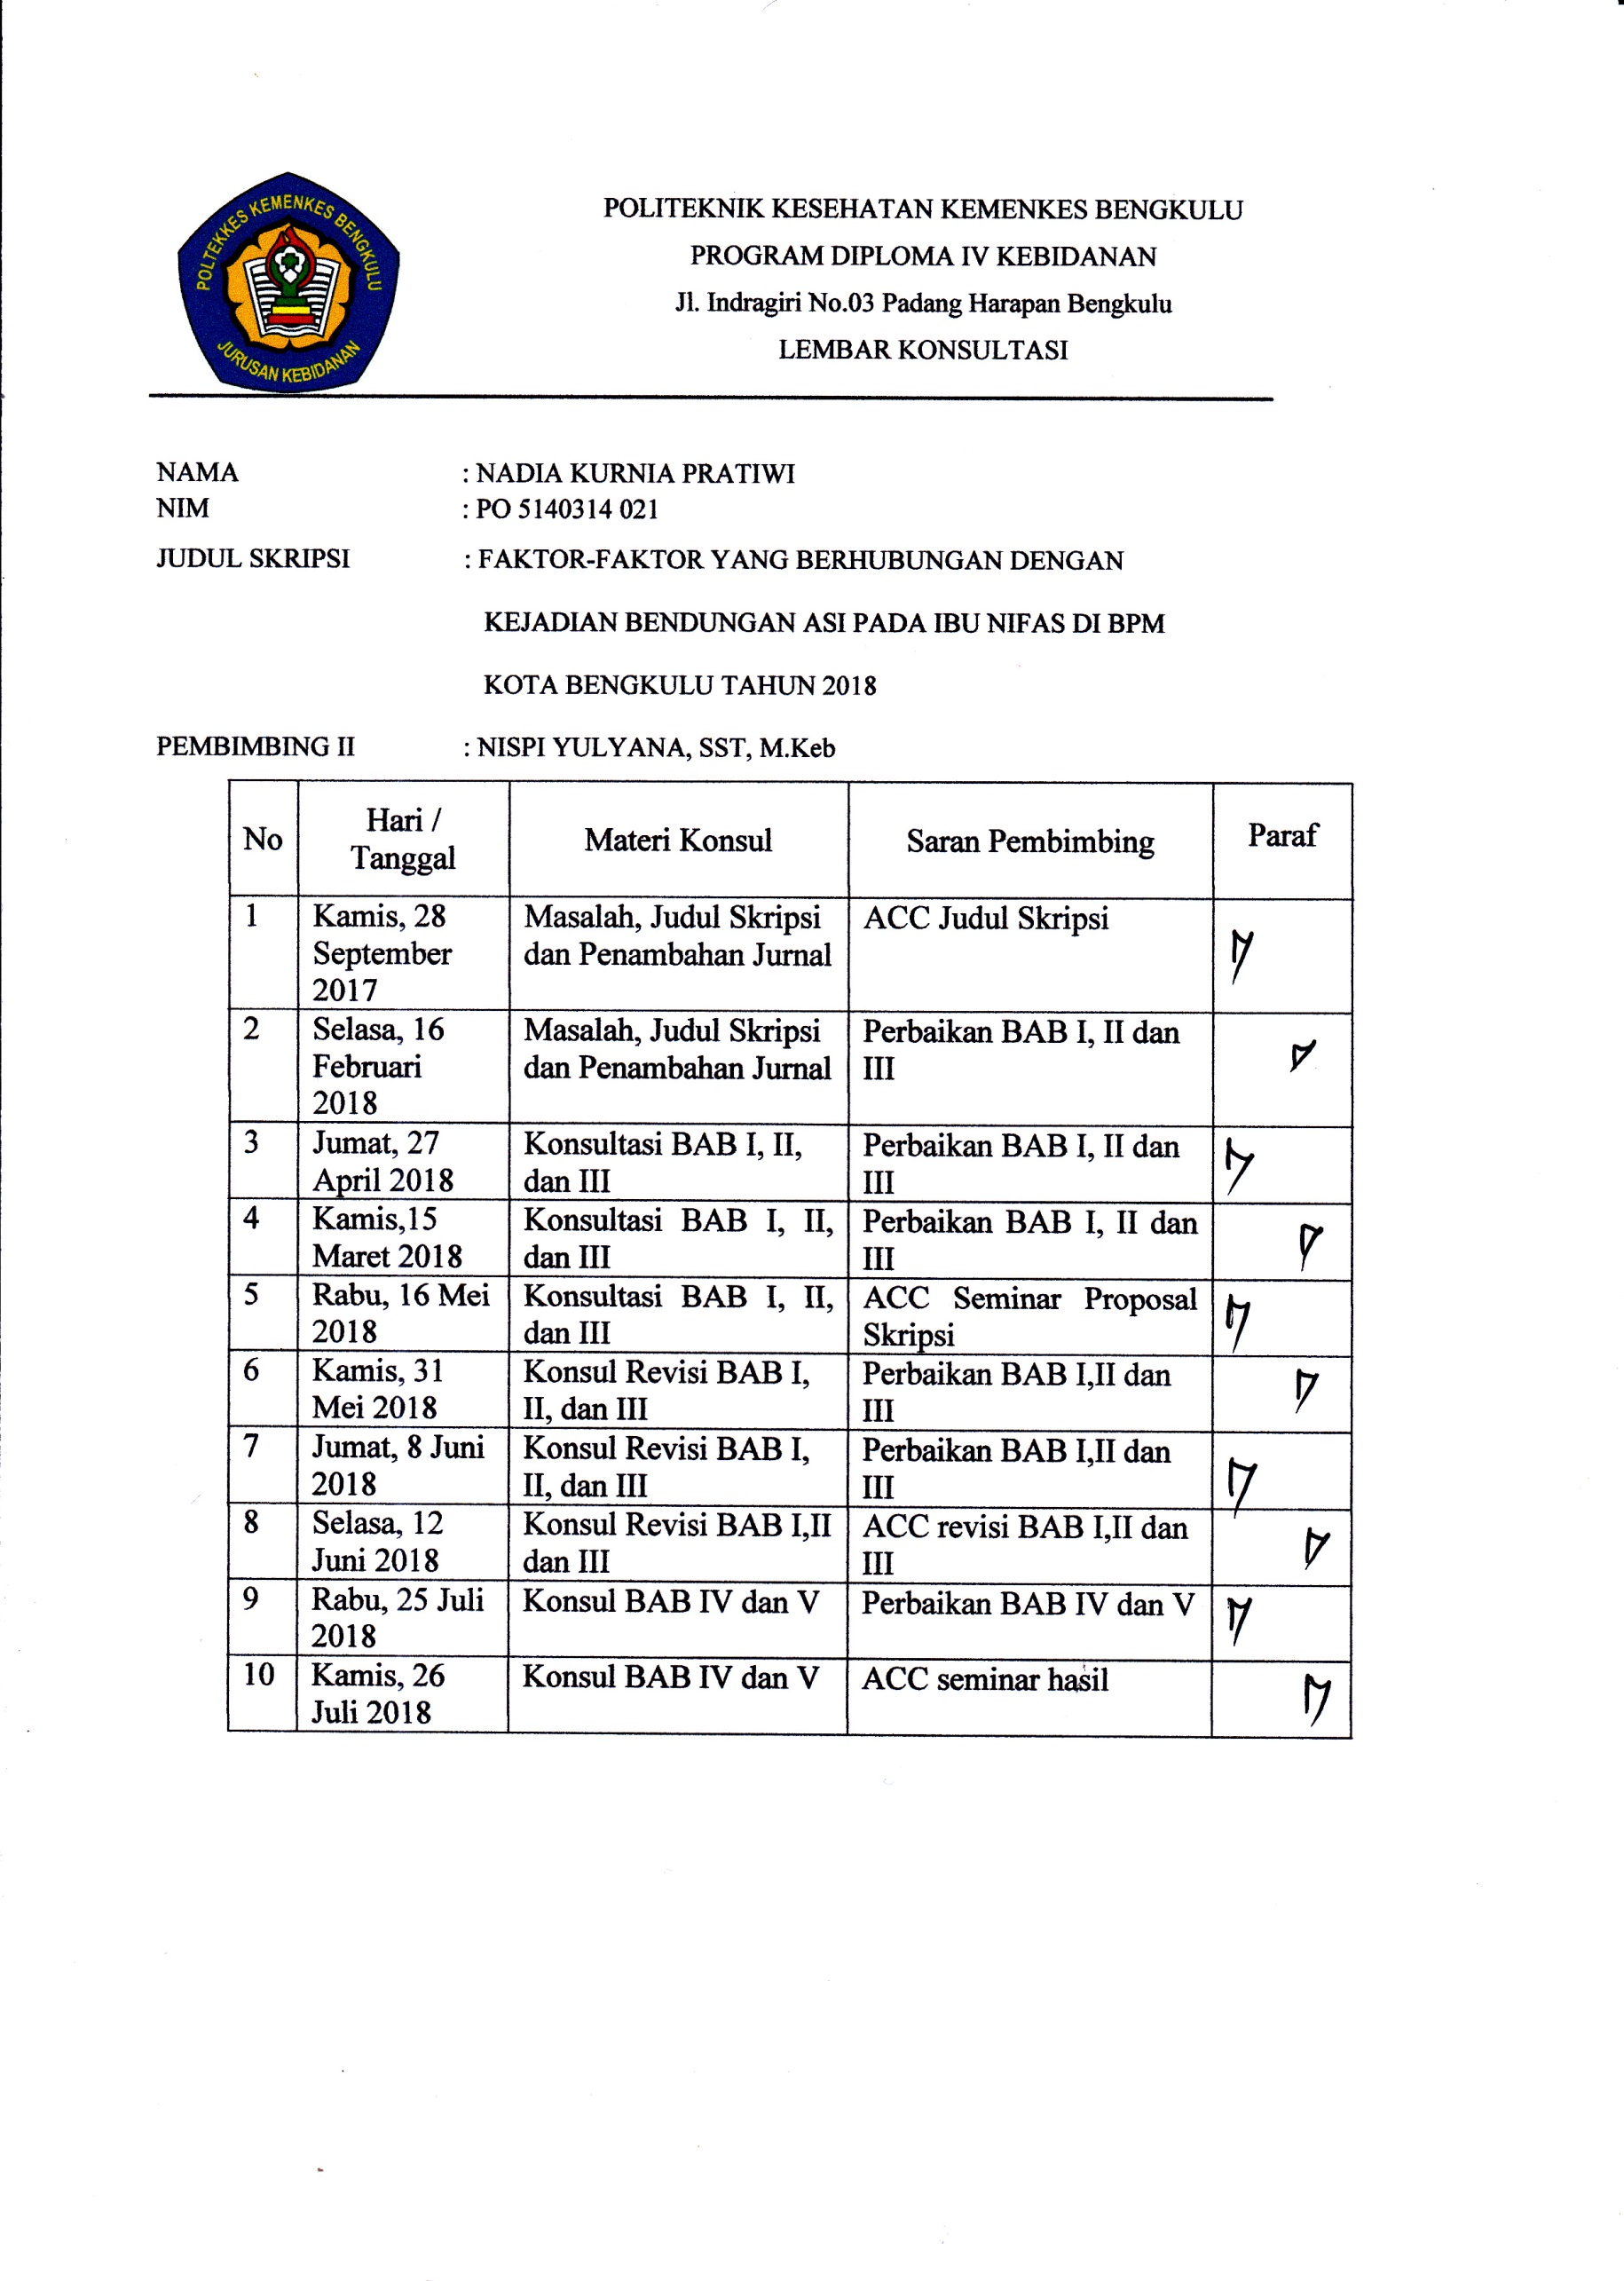 POLTEKKES KEMENKES BENGKULU
JURUSAN KEBIDANAN
POLITEKNIK KESEHATAN KEMENKES BENGKULU
PROGRAM DIPLOMA IV KEBIDANAN
Jl. Indragiri No.03 Padang Harapan Bengkulu
LEMBAR KONSULTASI
NAMA : NADIA KURNIA PRATIWI
NIM : PO 5140314 021
JUDUL SKRIPSI : FAKTOR-FAKTOR YANG BERHUBUNGAN DENGAN
KEJADIAN BENDUNGAN ASI PADA IBU NIFAS DI BPM
KOTA BENGKULU TAHUN 2018
PEMBIMBING II : NISPI YULYANA, SST, M.Keb
No Hari / Tanggal Materi Konsul Saran Pembimbing Paraf
1 Kamis, 28 Masalah, Judul Skripsi ACC Judul Skripsi
September dan Penambahan Jurnal
2017
2 Selasa, 16 Masalah, Judul Skripsi Perbaikan BAB I, II dan
Februari dan Penambahan Jurnal III
2018
3 Jumat, 27 Konsultasi BAB I, II, Perbaikan BAB I, II dan
April 2018 dan III III
4 Kamis,15 Konsultasi BAB I, II, Perbaikan BAB I, II dan
Maret 2018 dan III III
5 Rabu, 16 Mei Konsultasi BAB I, II, ACC Seminar Proposal
2018 dan III Skripsi
6 Kamis, 31 Konsul Revisi BAB I, Perbaikan BAB I,II dan
Mei 2018 II, dan III III
7 Jumat, 8 Juni Konsul Revisi BAB I, Perbaikan BAB I,II dan
2018 II, dan III III
8 Selasa, 12 Konsul Revisi BAB I,II ACC revisi BAB I,II dan
Juni 2018 dan III III
9 Rabu, 25 Juli Konsul BAB IV dan V Perbaikan BAB IV dan V
2018
10 Kamis, 26 Konsul BAB IV dan V ACC seminar hasil
Juli 2018